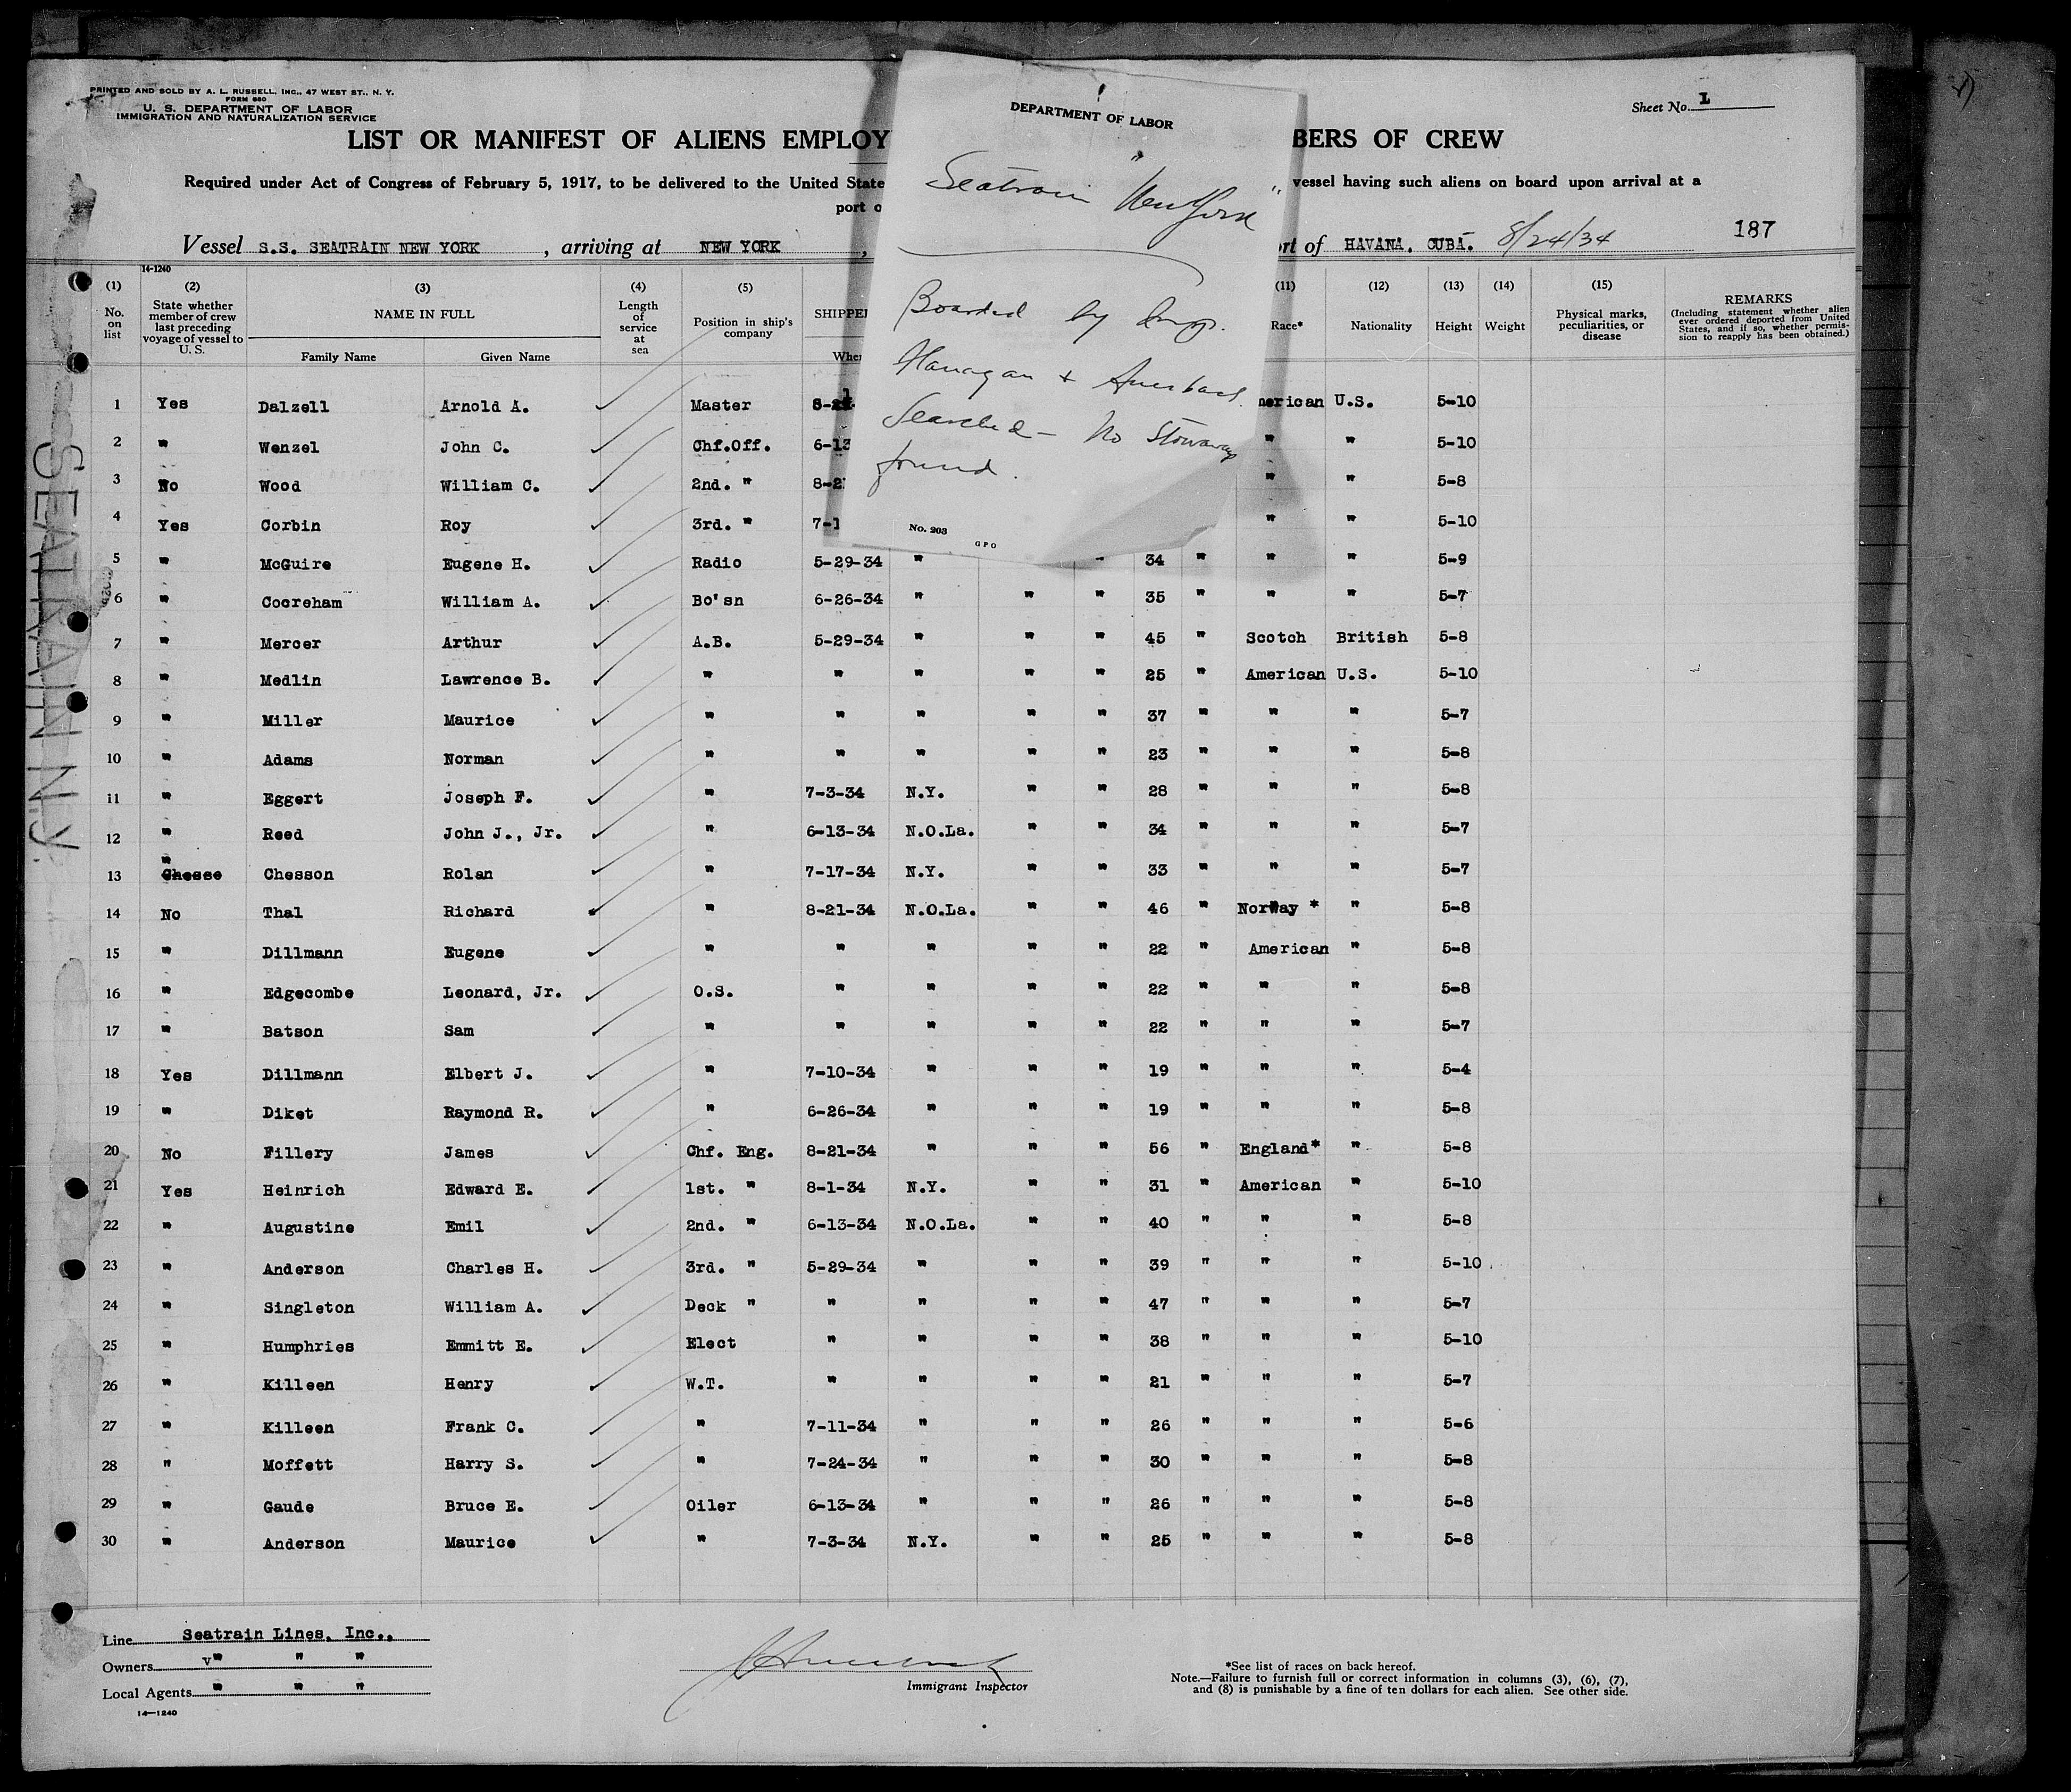 PRINTED AND SOLD BY A. L. RUSSELL, INC., 47 WEST ST., N. Y.
FORM 680
U. S. DEPARTMENT OF LABOR
IMMIGRATION AND NATURALIZATION SERVICE
Sheet No. 1
LIST OR MANIFEST OF ALIENS EMPLOY BERS OF CREW
Required under Act of Congress of February 5, 1917, to be delivered to the United State vessel having such aliens on board upon arrival at a
port o
Vessel S.S. SEATRAIN NEW YORK , arriving at NEW YORK , rt of HAVANA, CUBA. 8/24/34 187
DEPARTMENT OF LABOR
Seatrain "New York"
Boarded by Insps.
Flanagan + Auerbach.
Searched - No Stowaways
found.
No. 203
GPO
14-1240
(1) (2) (3) (4) (5) (11) (12) (13) (14) (15)
No. on list
State whether member of crew last preceding voyage of vessel to U. S.
NAME IN FULL
Family Name Given Name
Length of service at sea
Position in ship's company
SHIPPE
Whe
Race* Nationality Height Weight
Physical marks, peculiarities, or disease
REMARKS
(Including statement whether alien ever ordered deported from United States, and if so, whether permission to reapply has been obtained.)
1 Yes Dalzell Arnold A. Master merican U.S. 5-10
2 " Wenzel John C. Chf.Off. 6-13 " " 5-10
3 No Wood William C. 2nd. " 8-2 " " 5-8
4 Yes Corbin Roy 3rd. " 7-1 " " 5-10
5 " McGuire Eugene H. Radio 5-29-34 " " 34 " " " 5-9
6 " Cocreham William A. Bo'sn 6-26-34 " " " 35 " " " 5-7
7 " Mercer Arthur A.B. 5-29-34 " " " 45 " Scotch British 5-8
8 " Medlin Lawrence B. " " " " " 25 " American U.S. 5-10
9 " Miller Maurice " " " " " 37 " " " 5-7
10 " Adams Norman " " " " " 23 " " " 5-8
11 " Eggert Joseph F. " 7-3-34 N.Y. " " 28 " " " 5-8
12 " Reed John J., Jr. " 6-13-34 N.O.La. " " 34 " " " 5-7
13 " Chesse Chesson Rolan " 7-17-34 N.Y. " " 33 " " " 5-7
14 No Thal Richard " 8-21-34 N.O.La. " " 46 " Norway * " 5-8
15 " Dillmann Eugene " " " " " 22 " American " 5-8
16 " Edgecombe Leonard, Jr. O.S. " " " " 22 " " " 5-8
17 " Batson Sam " " " " " 22 " " " 5-7
18 Yes Dillmann Elbert J. " 7-10-34 " " " 19 " " " 5-4
19 " Diket Raymond R. " 6-26-34 " " " 19 " " " 5-8
20 No Fillery James Chf. Eng. 8-21-34 " " " 56 " England* " 5-8
21 Yes Heinrich Edward E. 1st. " 8-1-34 N.Y. " " 31 " American " 5-10
22 " Augustine Emil 2nd. " 6-13-34 N.O.La. " " 40 " " " 5-8
23 " Anderson Charles H. 3rd. " 5-29-34 " " " 39 " " " 5-10
24 " Singleton William A. Deck " " " " " 47 " " " 5-7
25 " Humphries Emmitt E. Elect " " " " 38 " " " 5-10
26 " Killeen Henry W.T. " " " " 21 " " " 5-7
27 " Killeen Frank C. " 7-11-34 " " " 26 " " " 5-6
28 " Moffett Harry S. " 7-24-34 " " " 30 " " " 5-8
29 " Gaude Bruce E. Oiler 6-13-34 " " " 26 " " " 5-8
30 " Anderson Maurice " 7-3-34 N.Y. " " 25 " " " 5-8
SEATRAIN N.Y.
Line Seatrain Lines, Inc.,
Owners v" " "
Local Agents " " "
14-1240
Immigrant Inspector
*See list of races on back hereof.
Note.—Failure to furnish full or correct information in columns (3), (6), (7),
and (8) is punishable by a fine of ten dollars for each alien. See other side.